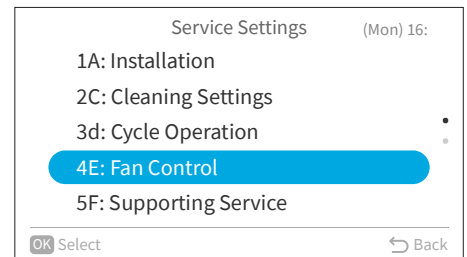 Service Settings (Mon) 16:
1A: Installation
2C: Cleaning Settings
3d: Cycle Operation
4E: Fan Control
5F: Supporting Service
OK Select Back